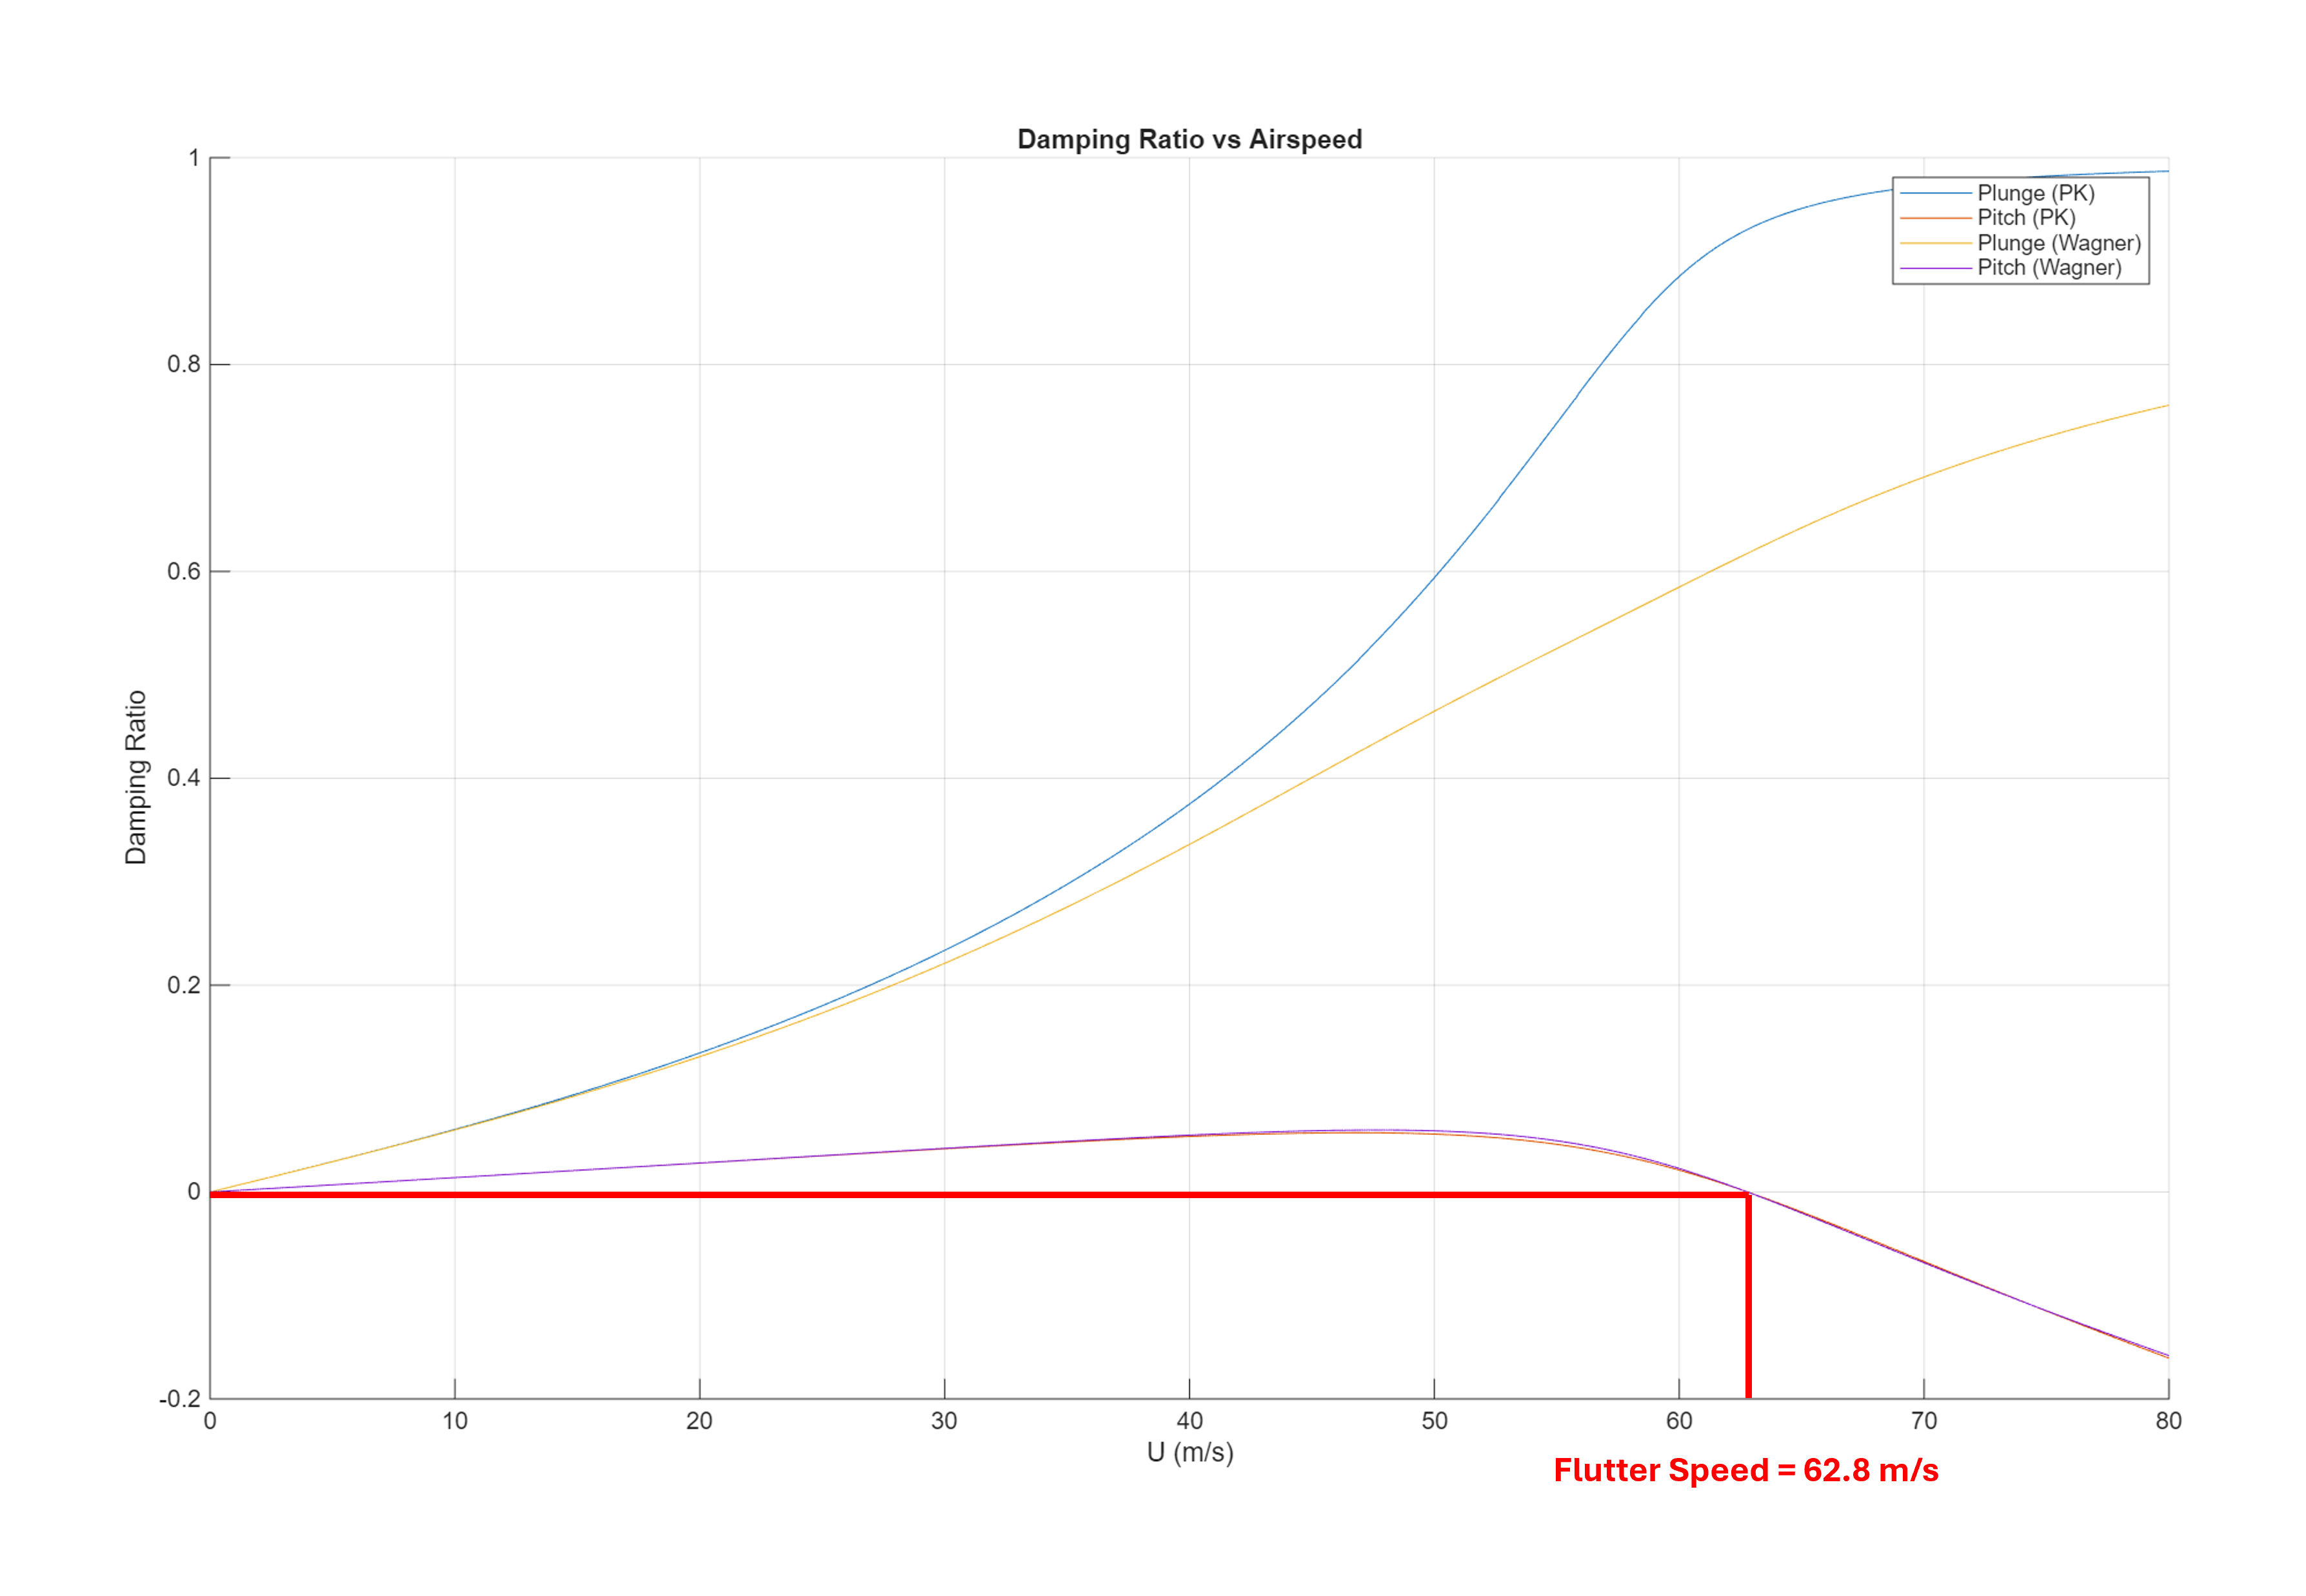 Damping Ratio vs Airspeed
1
0.8
0.6
0.4
0.2
0
-0.2
Damping Ratio
Plunge (PK)
Pitch (PK)
Plunge (Wagner)
Pitch (Wagner)
0 10 20 30 40 50 60 70 80
U (m/s)
Flutter Speed = 62.8 m/s